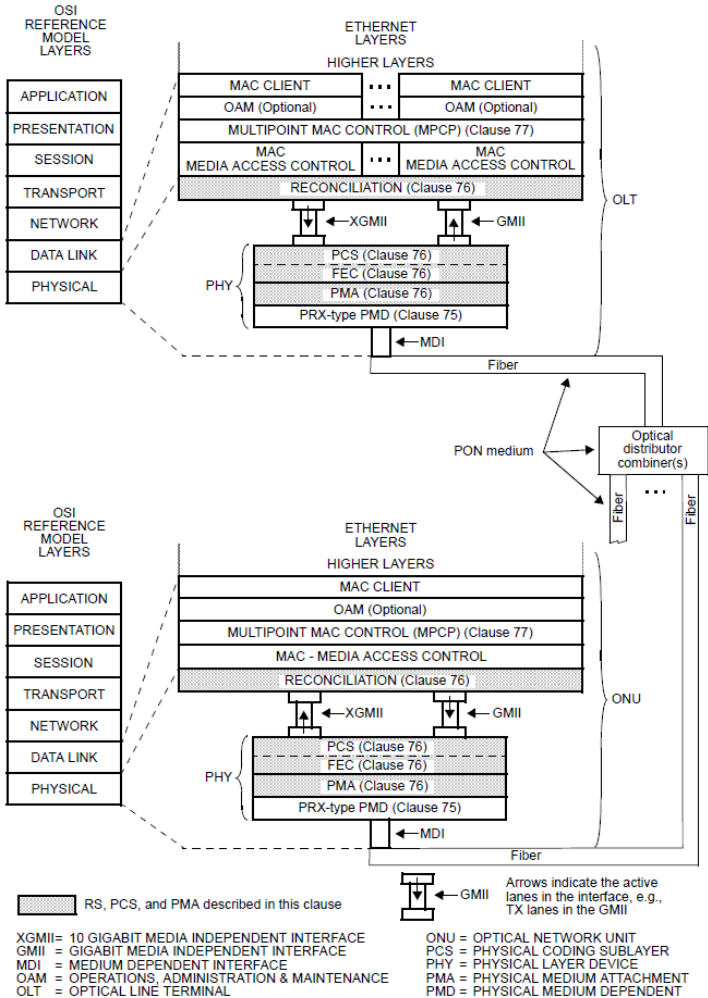 OSI
REFERENCE
MODEL
LAYERS
APPLICATION
PRESENTATION
SESSION
TRANSPORT
NETWORK
DATA LINK
PHYSICAL
ETHERNET
LAYERS
HIGHER LAYERS
MAC CLIENT
• • •
MAC CLIENT
OAM (Optional)
• • •
OAM (Optional)
MULTIPOINT MAC CONTROL (MPCP) (Clause 77)
MAC
MEDIA ACCESS CONTROL
• • •
MAC
MEDIA ACCESS CONTROL
RECONCILIATION (Clause 76)
XGMII
GMII
OLT
PHY
PCS (Clause 76)
FEC (Clause 76)
PMA (Clause 76)
PRX-type PMD (Clause 75)
MDI
Fiber
PON medium
Optical
distributor
combiner(s)
Fiber
• • •
Fiber
OSI
REFERENCE
MODEL
LAYERS
APPLICATION
PRESENTATION
SESSION
TRANSPORT
NETWORK
DATA LINK
PHYSICAL
ETHERNET
LAYERS
HIGHER LAYERS
MAC CLIENT
OAM (Optional)
MULTIPOINT MAC CONTROL (MPCP) (Clause 77)
MAC - MEDIA ACCESS CONTROL
RECONCILIATION (Clause 76)
XGMII
GMII
ONU
PHY
PCS (Clause 76)
FEC (Clause 76)
PMA (Clause 76)
PRX-type PMD (Clause 75)
MDI
Fiber
RS, PCS, and PMA described in this clause
GMII
Arrows indicate the active
lanes in the interface, e.g.,
TX lanes in the GMII
XGMII= 10 GIGABIT MEDIA INDEPENDENT INTERFACE
GMII = GIGABIT MEDIA INDEPENDENT INTERFACE
MDI = MEDIUM DEPENDENT INTERFACE
OAM = OPERATIONS, ADMINISTRATION & MAINTENANCE
OLT = OPTICAL LINE TERMINAL
ONU = OPTICAL NETWORK UNIT
PCS = PHYSICAL CODING SUBLAYER
PHY = PHYSICAL LAYER DEVICE
PMA = PHYSICAL MEDIUM ATTACHMENT
PMD = PHYSICAL MEDIUM DEPENDENT